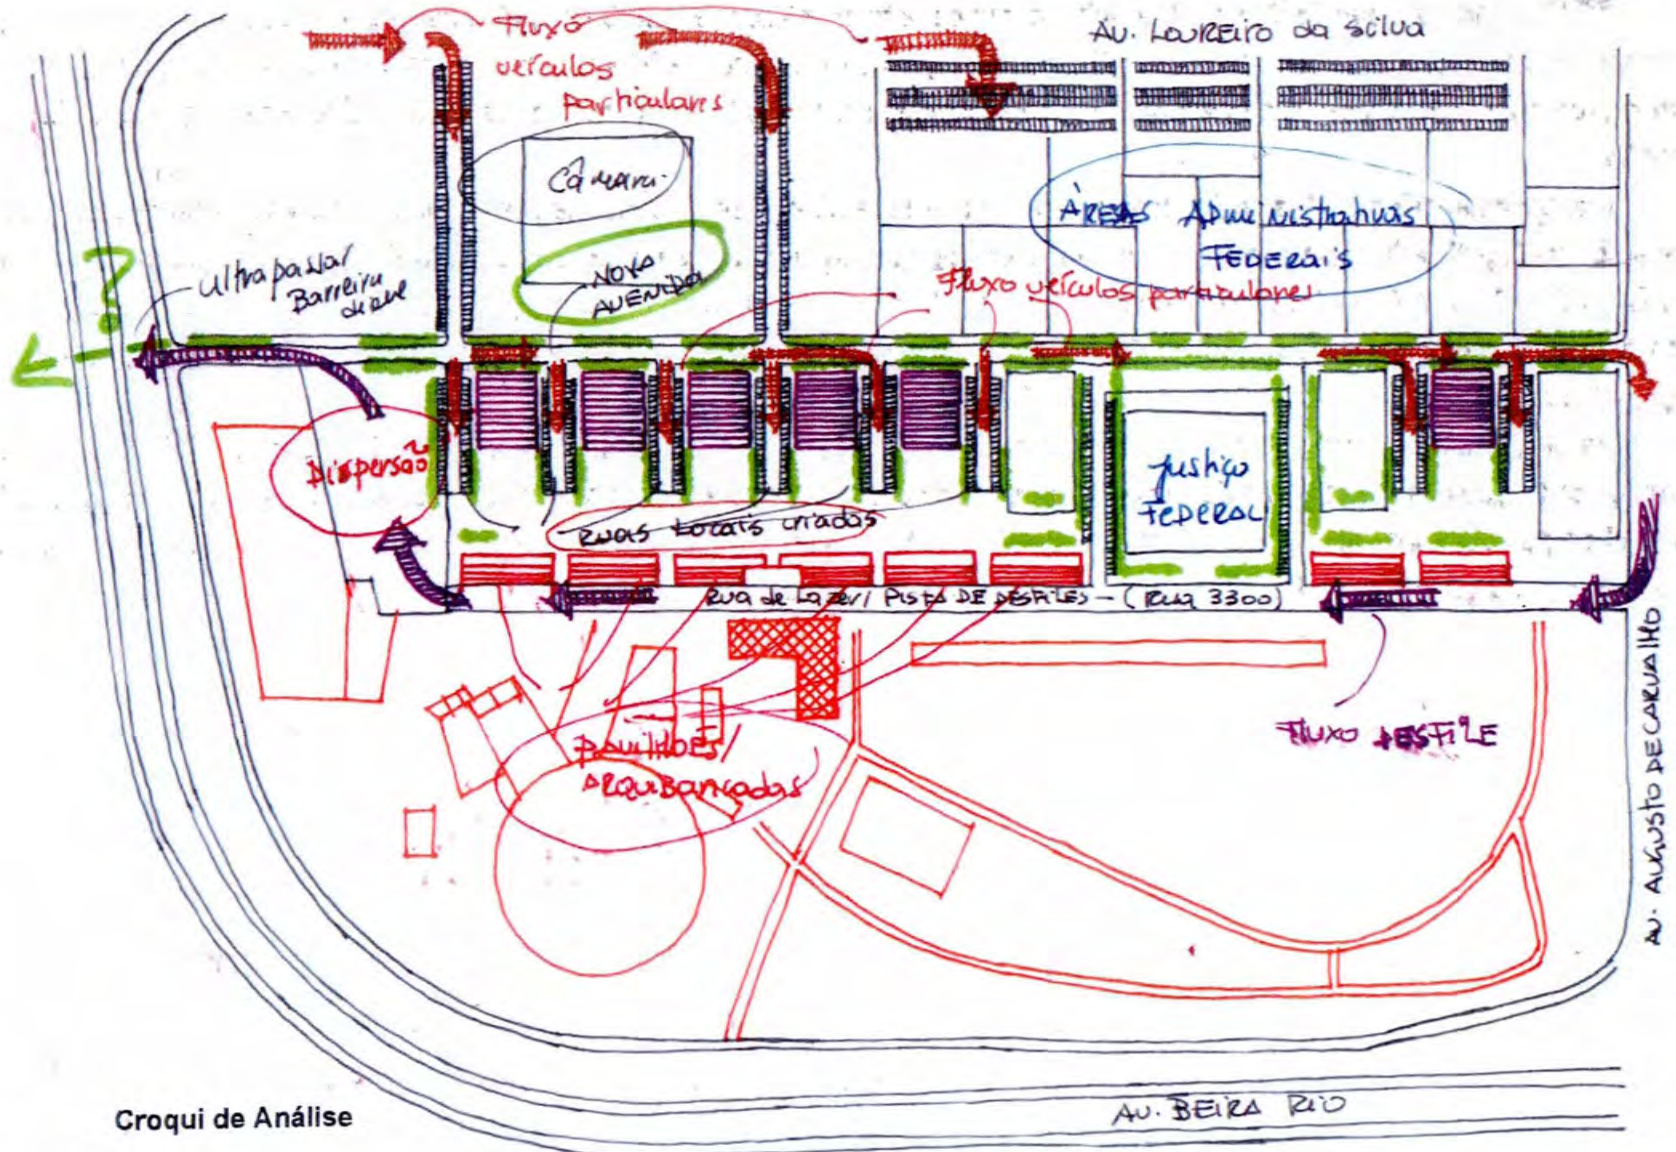 Fluxo
veículos
particulares
AV. LOUREIRO da Silva
Câmara
ÁREAS Administrativas
FEDERAIS
NOVA
AVENIDA
ultrapassar
Barreira
?
Fluxo veículos particulares
Dispersão
Justiça
FEDERAL
RUAS LOCAIS criadas
Rua de Lazer / PISTA DE DESFILES - (RUA 3300)
PAVILHÕES/
ARQUIBANCADAS
FLUXO DESFILE
AV. AUGUSTO DE CARVALHO
AV. BEIRA RIO
Croqui de Análise